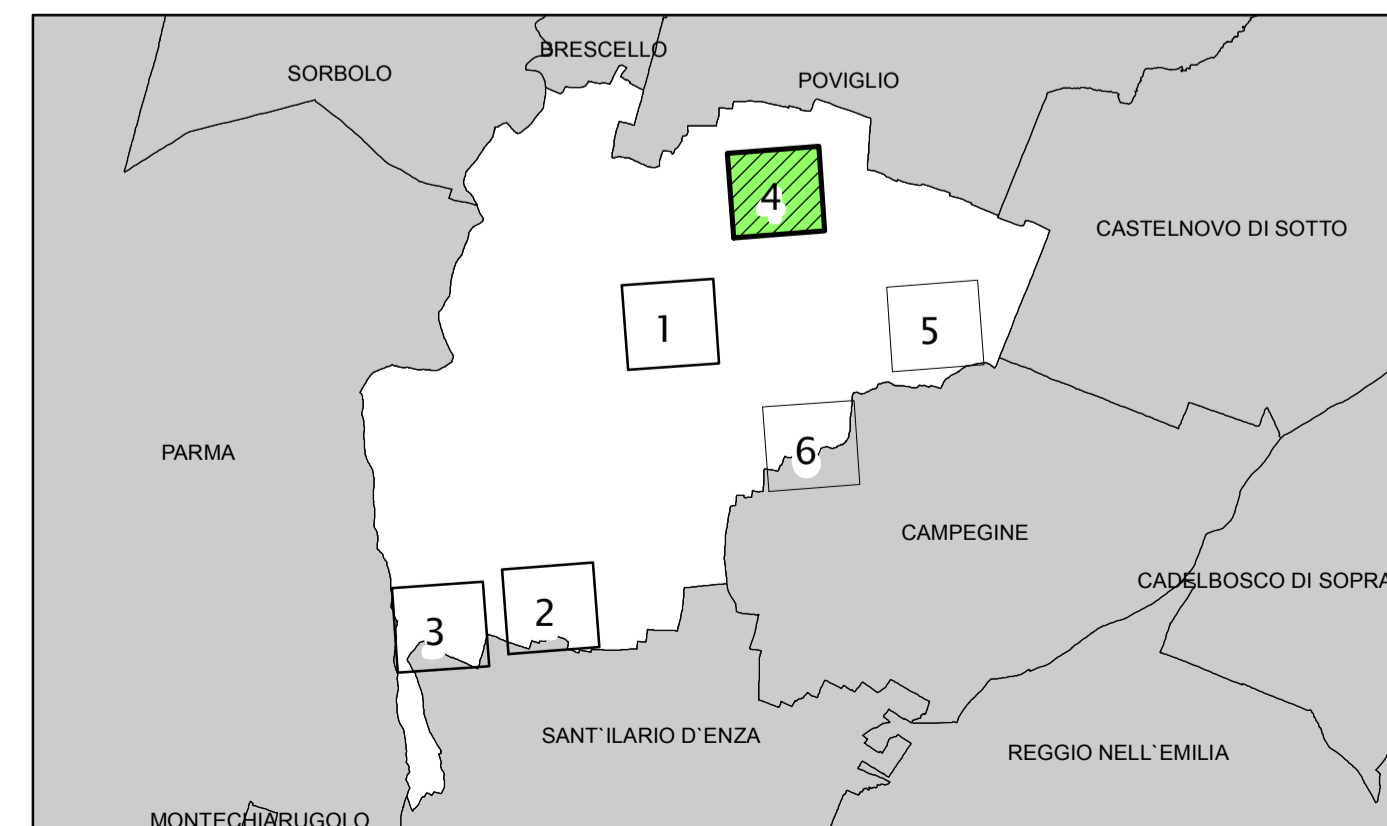 BRESCELLO
SORBOLO
POVIGLIO
4
CASTELNOVO DI SOTTO
1
5
PARMA
6
CAMPEGINE
CADELBOSCO DI SOPRA
3
2
SANT`ILARIO D`ENZA
REGGIO NELL`EMILIA
MONTECHIARUGOLO